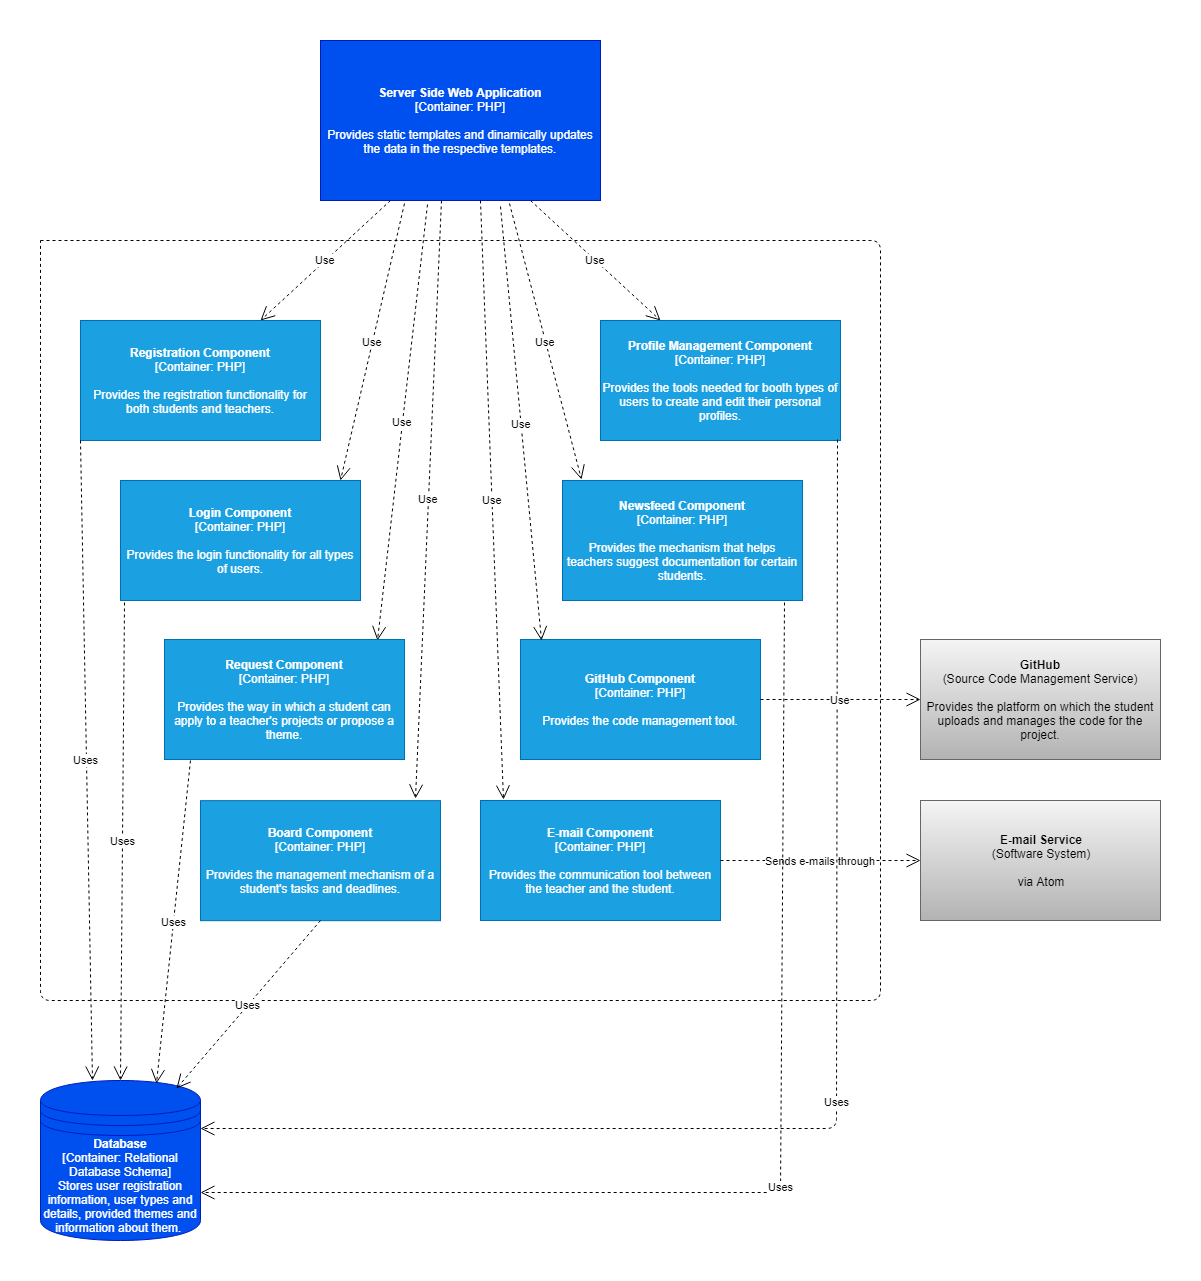 Server Side Web Application
[Container: PHP]
Provides static templates and dinamically updates
the data in the respective templates.
Use
Use
Registration Component
[Container: PHP]
Provides the registration functionality for
both students and teachers.
Profile Management Component
[Container: PHP]
Provides the tools needed for booth types of
users to create and edit their personal
profiles.
Use
Use
Use
Use
Use
Use
Login Component
[Container: PHP]
Provides the login functionality for all types
of users.
Newsfeed Component
[Container: PHP]
Provides the mechanism that helps
teachers suggest documentation for certain
students.
Request Component
[Container: PHP]
Provides the way in which a student can
apply to a teacher's projects or propose a
theme.
GitHub Component
[Container: PHP]
Provides the code management tool.
Use
GitHub
(Source Code Management Service)
Provides the platform on which the student
uploads and manages the code for the
project.
Uses
Uses
Board Component
[Container: PHP]
Provides the management mechanism of a
student's tasks and deadlines.
E-mail Component
[Container: PHP]
Provides the communication tool between
the teacher and the student.
Sends e-mails through
E-mail Service
(Software System)
via Atom
Uses
Uses
Uses
Uses
Database
[Container: Relational
Database Schema]
Stores user registration
information, user types and
details, provided themes and
information about them.